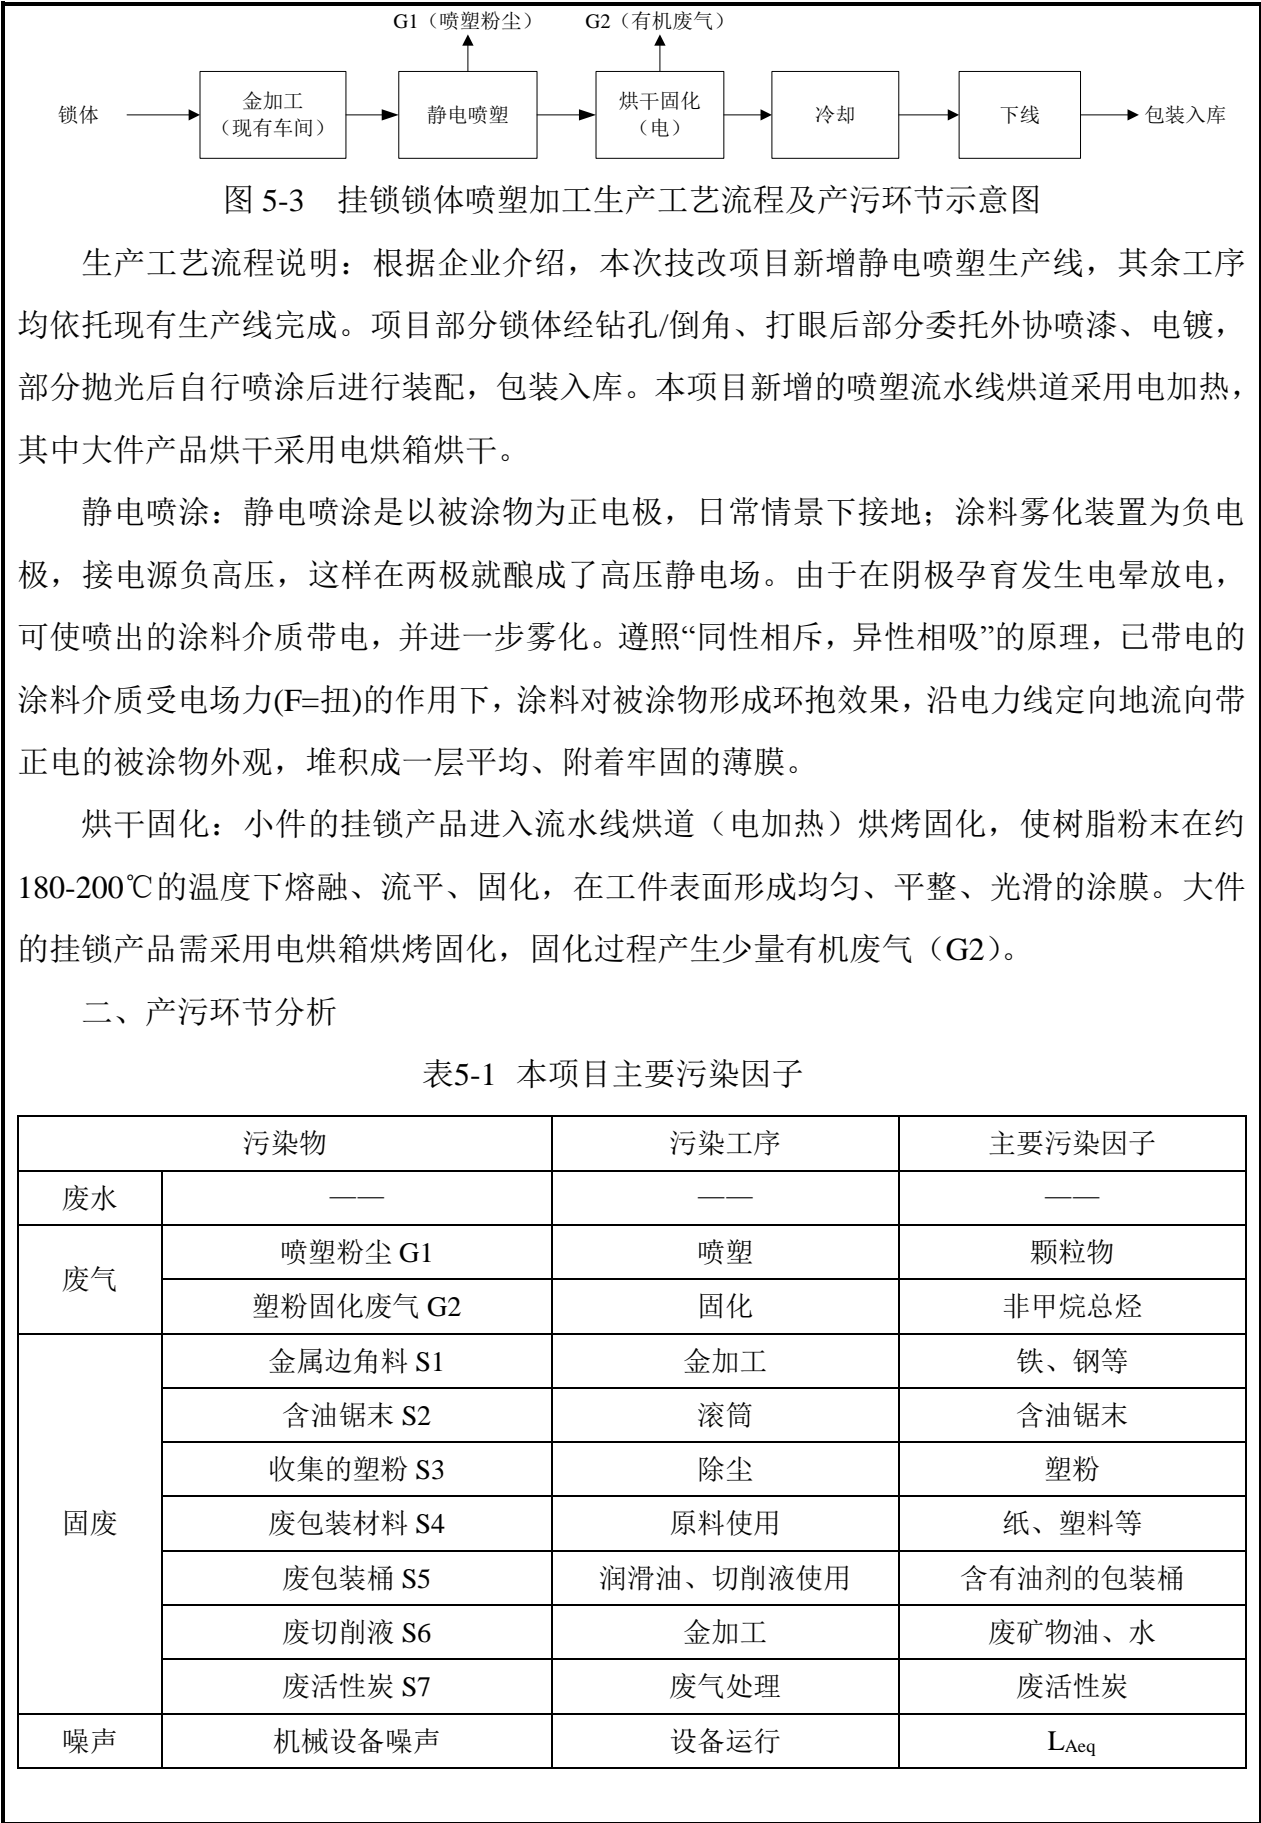 G1（喷塑粉尘） G2（有机废气）
锁体 金加工（现有车间） 静电喷塑 烘干固化（电） 冷却 下线 包装入库
图 5-3 挂锁锁体喷塑加工生产工艺流程及产污环节示意图
生产工艺流程说明：根据企业介绍，本次技改项目新增静电喷塑生产线，其余工序
均依托现有生产线完成。项目部分锁体经钻孔/倒角、打眼后部分委托外协喷漆、电镀，
部分抛光后自行喷涂后进行装配，包装入库。本项目新增的喷塑流水线烘道采用电加热，
其中大件产品烘干采用电烘箱烘干。
静电喷涂：静电喷涂是以被涂物为正电极，日常情景下接地；涂料雾化装置为负电
极，接电源负高压，这样在两极就酿成了高压静电场。由于在阴极孕育发生电晕放电，
可使喷出的涂料介质带电，并进一步雾化。遵照“同性相斥，异性相吸”的原理，已带电的
涂料介质受电场力(F=扭)的作用下，涂料对被涂物形成环抱效果，沿电力线定向地流向带
正电的被涂物外观，堆积成一层平均、附着牢固的薄膜。
烘干固化：小件的挂锁产品进入流水线烘道（电加热）烘烤固化，使树脂粉末在约
180-200℃的温度下熔融、流平、固化，在工件表面形成均匀、平整、光滑的涂膜。大件
的挂锁产品需采用电烘箱烘烤固化，固化过程产生少量有机废气（G2）。
二、产污环节分析
表5-1 本项目主要污染因子
污染物 污染工序 主要污染因子
废水 —— —— ——
废气 喷塑粉尘 G1 喷塑 颗粒物
塑粉固化废气 G2 固化 非甲烷总烃
固废 金属边角料 S1 金加工 铁、钢等
含油锯末 S2 滚筒 含油锯末
收集的塑粉 S3 除尘 塑粉
废包装材料 S4 原料使用 纸、塑料等
废包装桶 S5 润滑油、切削液使用 含有油剂的包装桶
废切削液 S6 金加工 废矿物油、水
废活性炭 S7 废气处理 废活性炭
噪声 机械设备噪声 设备运行 LAeq